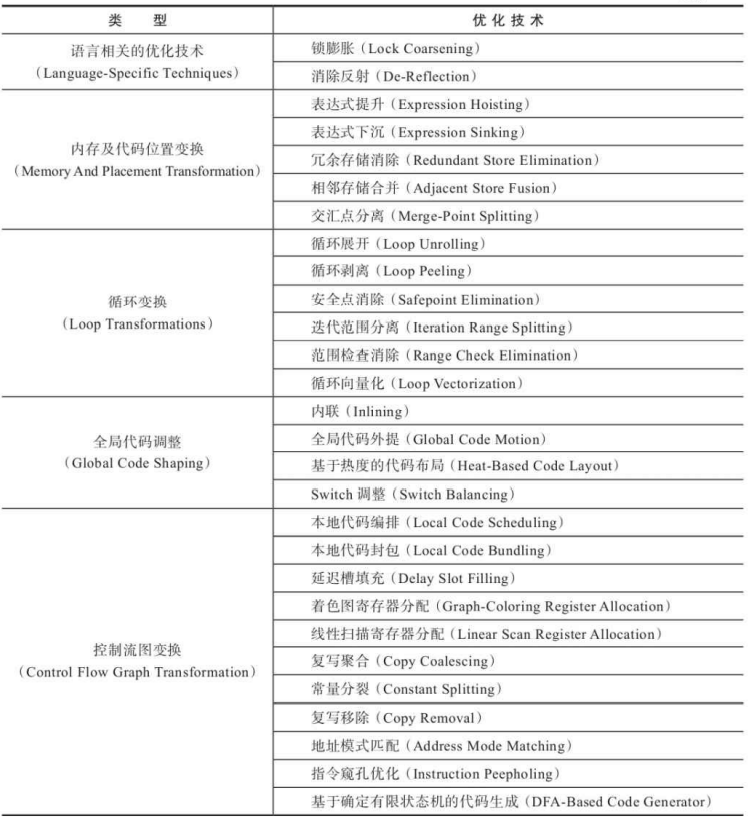 类 型 优化技术
语言相关的优化技术
(Language-Specific Techniques)
锁膨胀(Lock Coarsening)
消除反射(De-Reflection)
内存及代码位置变换
(Memory And Placement Transformation)
表达式提升(Expression Hoisting)
表达式下沉(Expression Sinking)
冗余存储消除(Redundant Store Elimination)
相邻存储合并(Adjacent Store Fusion)
交汇点分离(Merge-Point Splitting)
循环变换
(Loop Transformations)
循环展开(Loop Unrolling)
循环剥离(Loop Peeling)
安全点消除(Safepoint Elimination)
迭代范围分离(Iteration Range Splitting)
范围检查消除(Range Check Elimination)
循环向量化(Loop Vectorization)
全局代码调整
(Global Code Shaping)
内联(Inlining)
全局代码外提(Global Code Motion)
基于热度的代码布局(Heat-Based Code Layout)
Switch 调整(Switch Balancing)
控制流图变换
(Control Flow Graph Transformation)
本地代码编排(Local Code Scheduling)
本地代码封包(Local Code Bundling)
延迟槽填充(Delay Slot Filling)
着色图寄存器分配(Graph-Coloring Register Allocation)
线性扫描寄存器分配(Linear Scan Register Allocation)
复写聚合(Copy Coalescing)
常量分裂(Constant Splitting)
复写移除(Copy Removal)
地址模式匹配(Address Mode Matching)
指令窥孔优化(Instruction Peepholing)
基于确定有限状态机的代码生成(DFA-Based Code Generator)